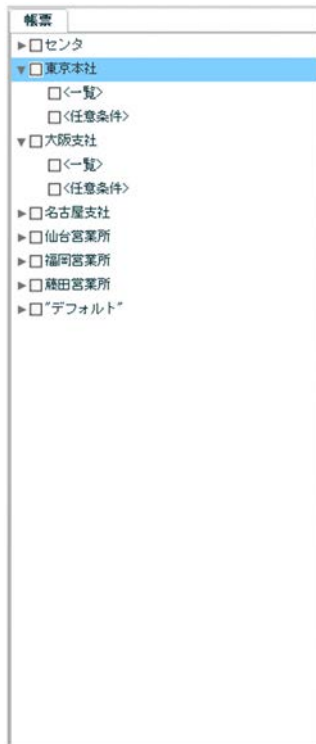 帳票
センタ
東京本社
<一覧>
<任意条件>
大阪支社
<一覧>
<任意条件>
名古屋支社
仙台営業所
福岡営業所
藤田営業所
"デフォルト"